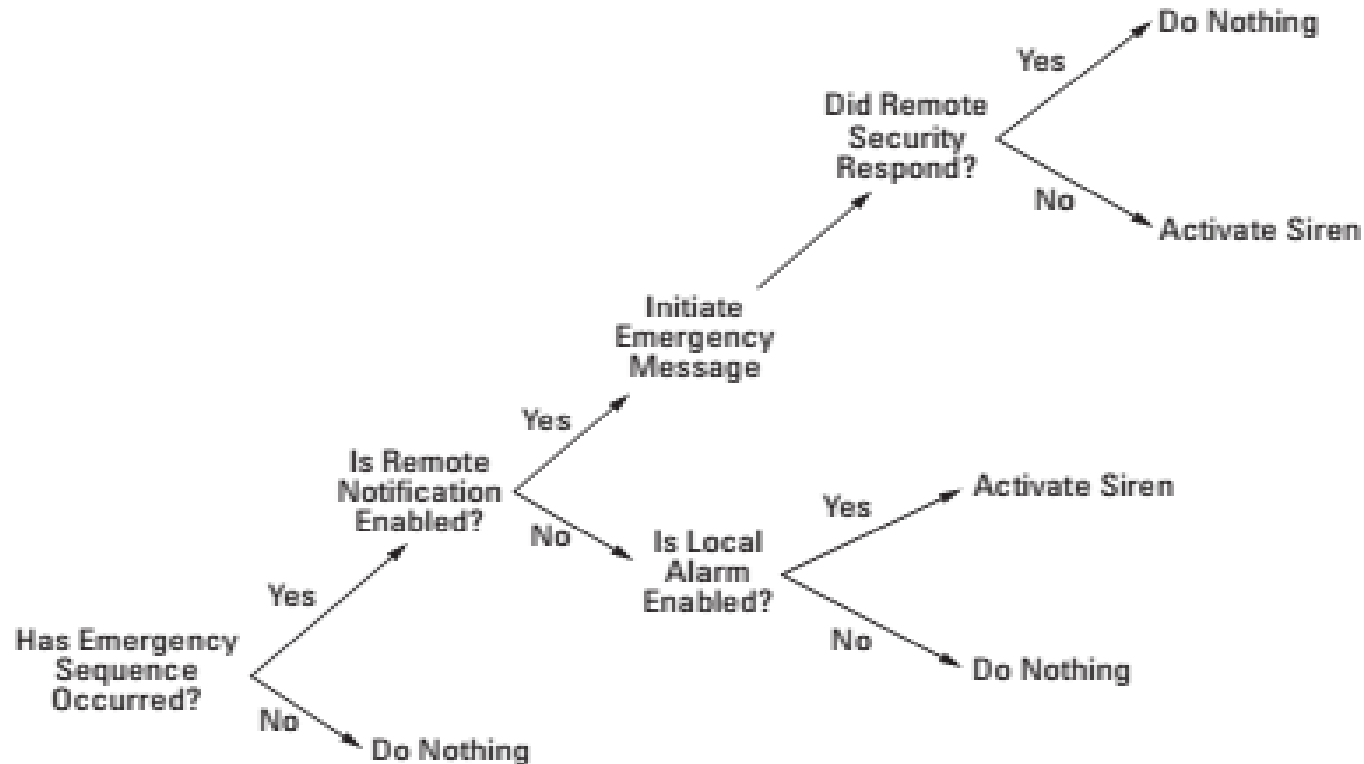 Do Nothing
Yes
Did Remote
Security
Respond?
No
Activate Siren
Initiate
Emergency
Message
Yes
Is Remote
Notification
Enabled?
No
Is Local
Alarm
Enabled?
Yes
Activate Siren
No
Do Nothing
Yes
Has Emergency
Sequence
Occurred?
No
Do Nothing